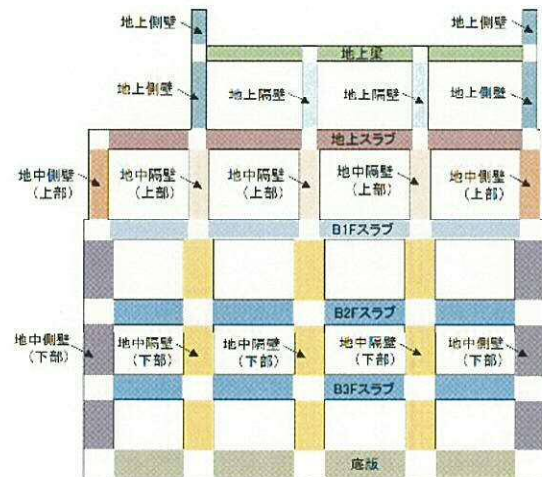 地上側壁
地上側壁
地上梁
地上側壁
地上隔壁
地上隔壁
地上側壁
地上スラブ
地中側壁
(上部)
地中隔壁
(上部)
地中隔壁
(上部)
地中隔壁
(上部)
地中側壁
(上部)
B1Fスラブ
B2Fスラブ
地中側壁
(下部)
地中隔壁
(下部)
地中隔壁
(下部)
地中隔壁
(下部)
地中側壁
(下部)
B3Fスラブ
底版